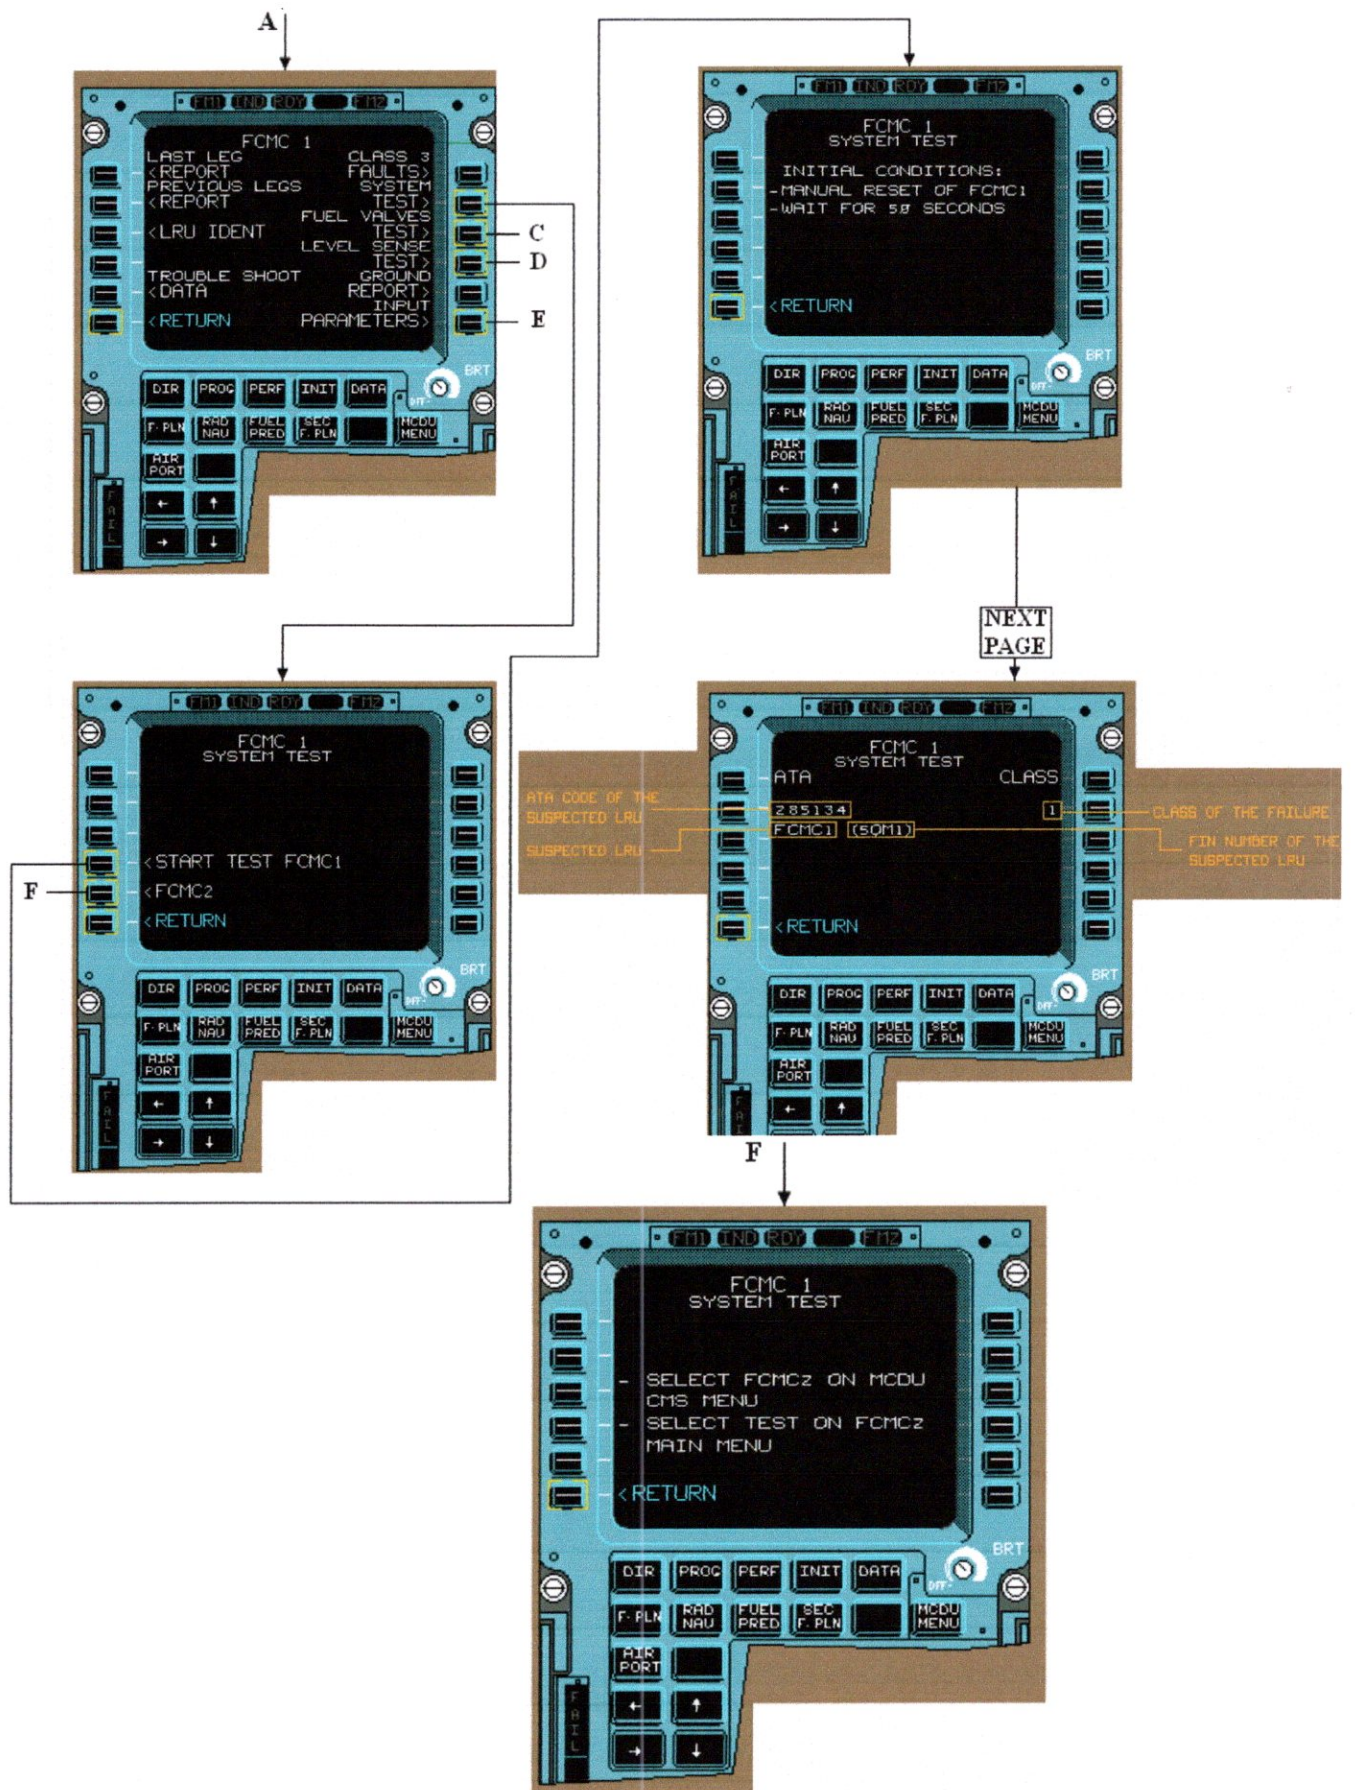 A
FM1 IND RDY FM2
FCMC 1
LAST LEG CLASS 3
<REPORT FAULTS>
PREVIOUS LEGS SYSTEM
<REPORT TEST>
FUEL VALVES
<LRU IDENT TEST>
LEVEL SENSE
TEST>
TROUBLE SHOOT GROUND
<DATA REPORT>
INPUT
<RETURN PARAMETERS>
C
D
E
BRT
OFF
DIR PROG PERF INIT DATA
F.PLN RAD NAV FUEL PRED SEC F.PLN MCDU MENU
AIR PORT
← ↑
→ ↓
FAIL
FM1 IND RDY FM2
FCMC 1
SYSTEM TEST
INITIAL CONDITIONS:
-MANUAL RESET OF FCMC1
-WAIT FOR 50 SECONDS
<RETURN
BRT
OFF
DIR PROG PERF INIT DATA
F.PLN RAD NAV FUEL PRED SEC F.PLN MCDU MENU
AIR PORT
← ↑
→ ↓
FAIL
NEXT
PAGE
FM1 IND RDY FM2
FCMC 1
SYSTEM TEST
<START TEST FCMC1
<FCMC2
<RETURN
F
BRT
OFF
DIR PROG PERF INIT DATA
F.PLN RAD NAV FUEL PRED SEC F.PLN MCDU MENU
AIR PORT
← ↑
→ ↓
FAIL
FM1 IND RDY FM2
FCMC 1
SYSTEM TEST
ATA CLASS
285134 1
FCMC1 (5QM1)
<RETURN
ATA CODE OF THE
SUSPECTED LRU
SUSPECTED LRU
CLASS OF THE FAILURE
FIN NUMBER OF THE
SUSPECTED LRU
BRT
OFF
DIR PROG PERF INIT DATA
F.PLN RAD NAV FUEL PRED SEC F.PLN MCDU MENU
AIR PORT
← ↑
FAIL
F
FM1 IND RDY FM2
FCMC 1
SYSTEM TEST
- SELECT FCMC2 ON MCDU
CMS MENU
- SELECT TEST ON FCMC2
MAIN MENU
<RETURN
BRT
OFF
DIR PROG PERF INIT DATA
F.PLN RAD NAV FUEL PRED SEC F.PLN MCDU MENU
AIR PORT
← ↑
→ ↓
FAIL